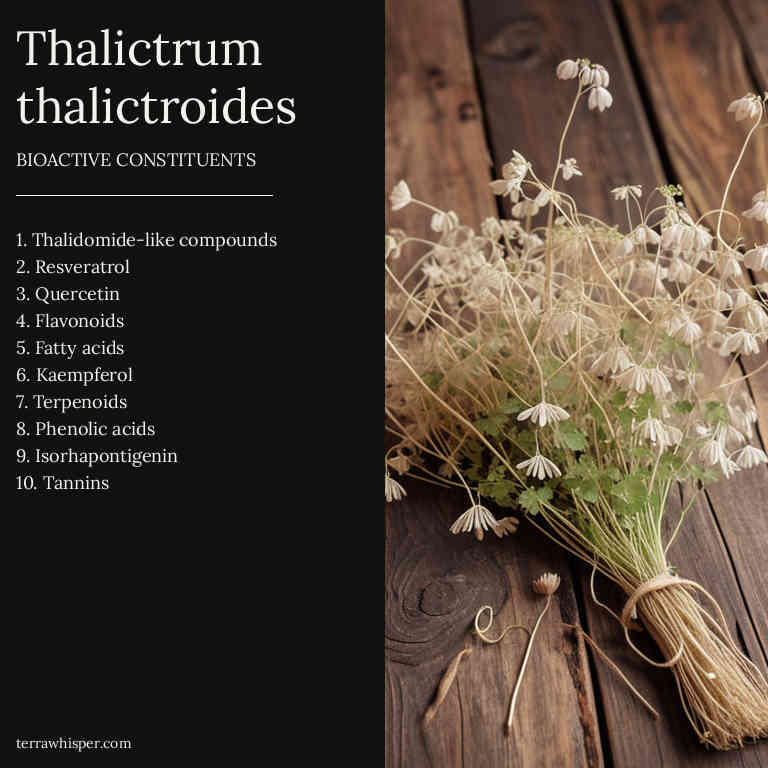 Thalictrum
thalictroides
BIOACTIVE CONSTITUENTS
1. Thalidomide-like compounds
2. Resveratrol
3. Quercetin
4. Flavonoids
5. Fatty acids
6. Kaempferol
7. Terpenoids
8. Phenolic acids
9. Isorhapontigenin
10. Tannins
terrawhisper.com